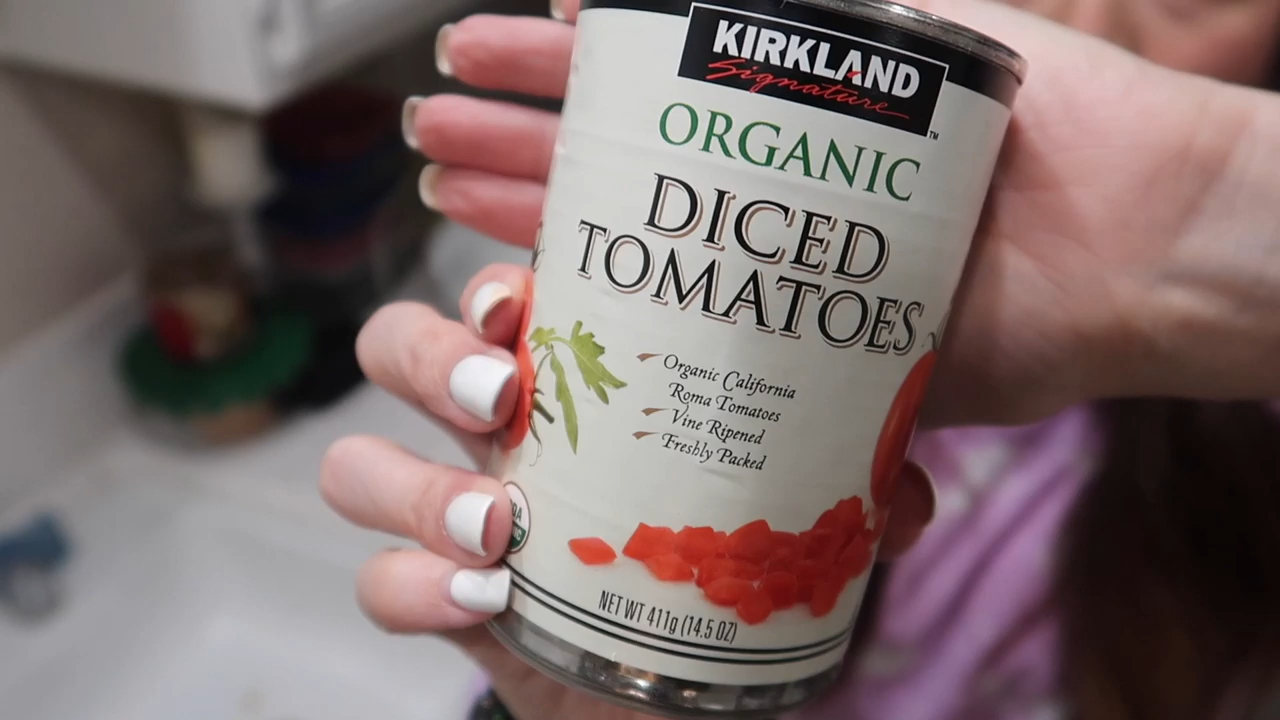 KIRKLAND
Signature
™
ORGANIC
DICED
TOMATOES
Organic California
Roma Tomatoes
Vine Ripened
Freshly Packed
NET WT 411g (14.5 OZ)